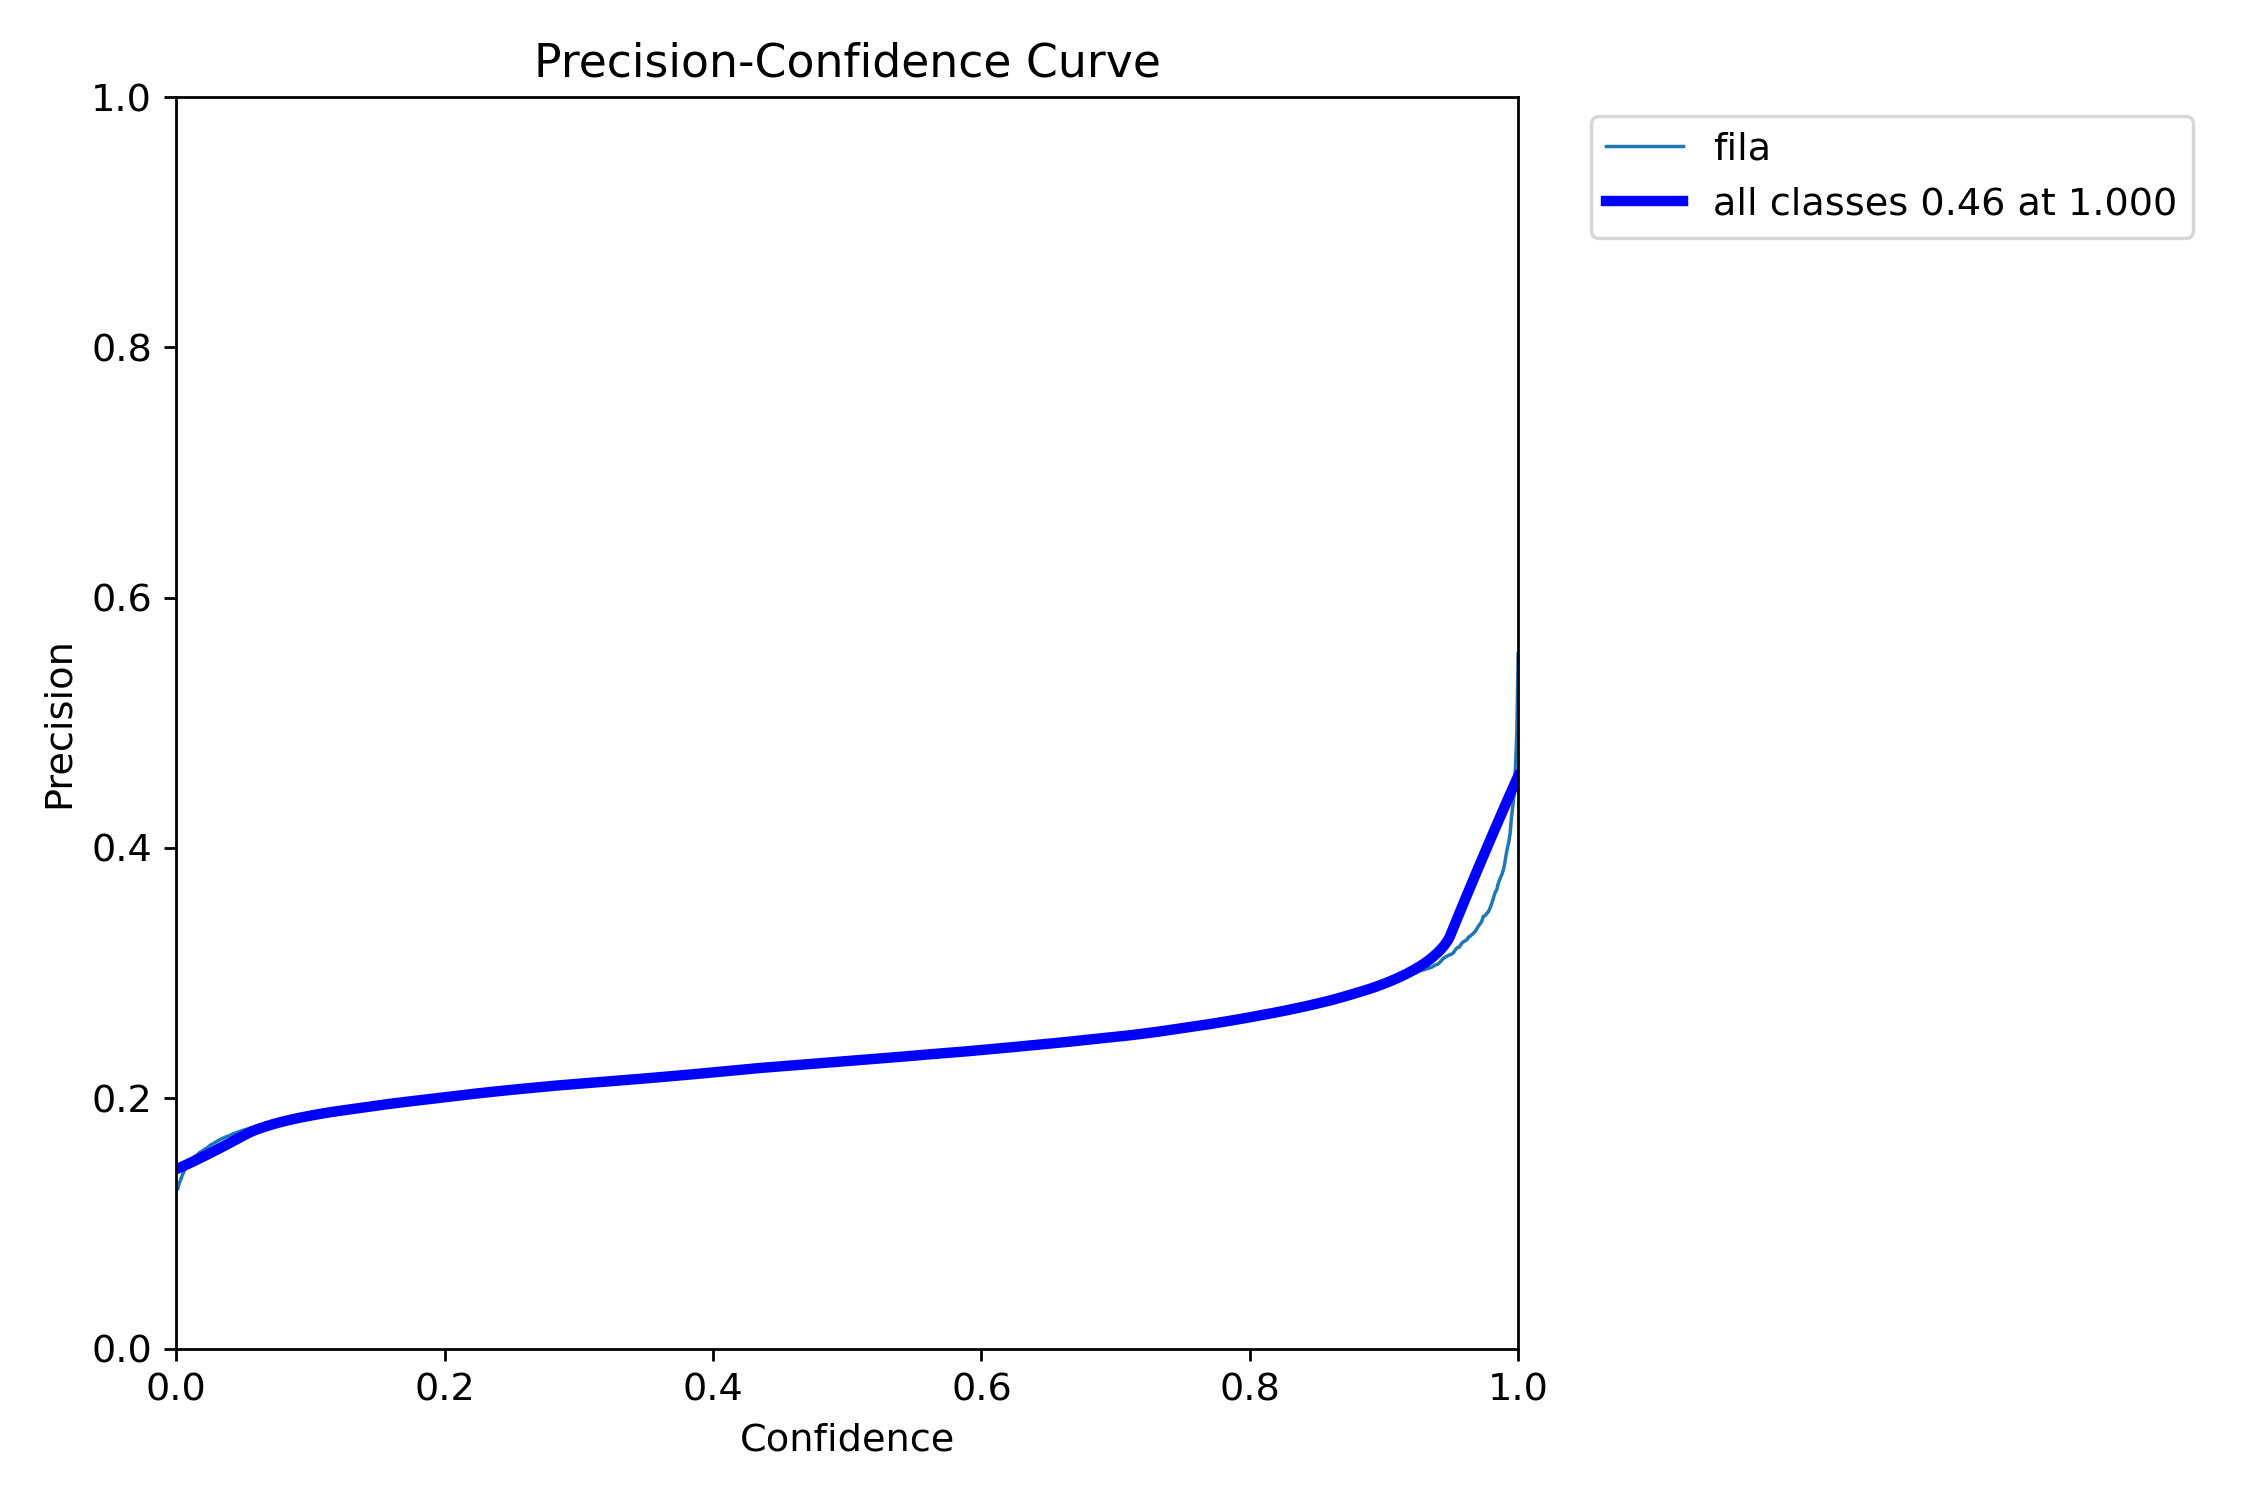 Precision-Confidence Curve
fila
all classes 0.46 at 1.000
Precision
1.0
0.8
0.6
0.4
0.2
0.0
0.0 0.2 0.4 0.6 0.8 1.0
Confidence